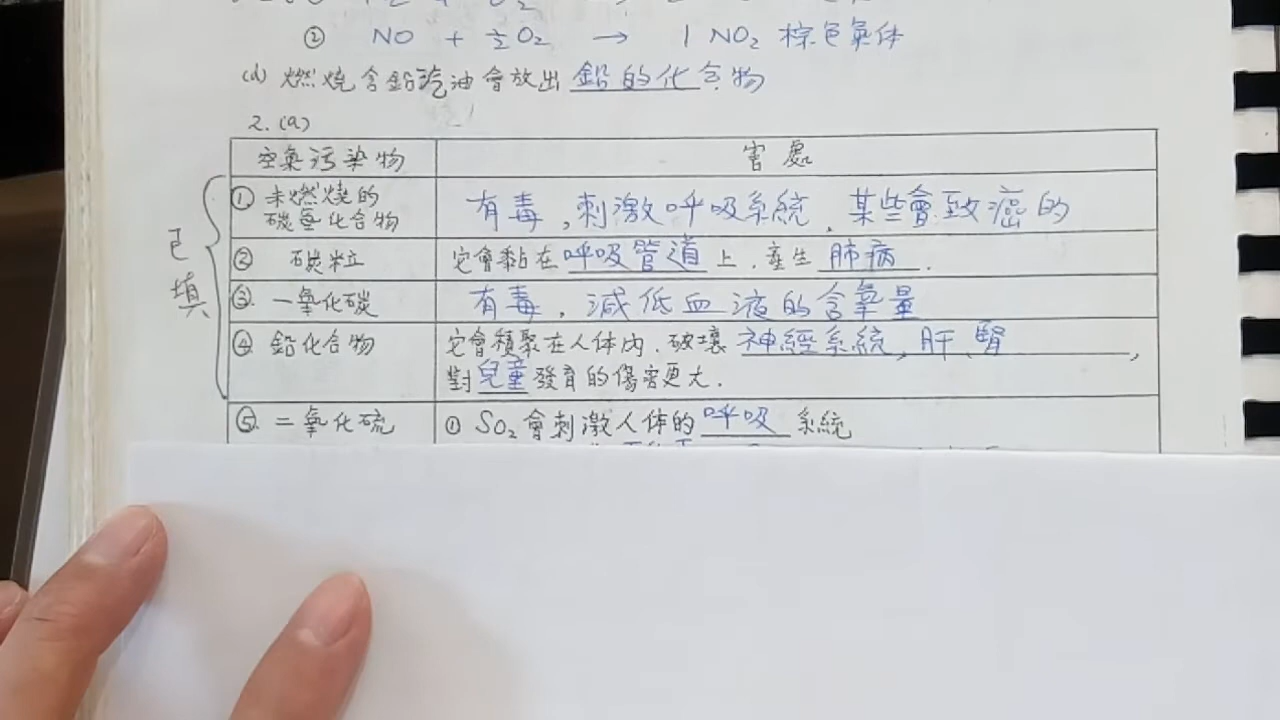 ② NO + ½O₂ → 1 NO₂ 棕色氣体
(d) 燃燒含鉛汽油會放出 鉛的化合物
2.(a)
空氣污染物 害處
① 未燃燒的
碳氫化合物 有毒,刺激呼吸系統,某些會致癌的
② 碳粒 它會黏在呼吸管道上,產生肺病.
③. 一氧化碳 有毒,減低血液的含氧量
④ 鉛化合物 它會積聚在人体內,破壞神經系統,肝、腎,
對兒童發育的傷害更大.
⑤. 二氧化硫 ① SO₂會刺激人体的呼吸系統
已填